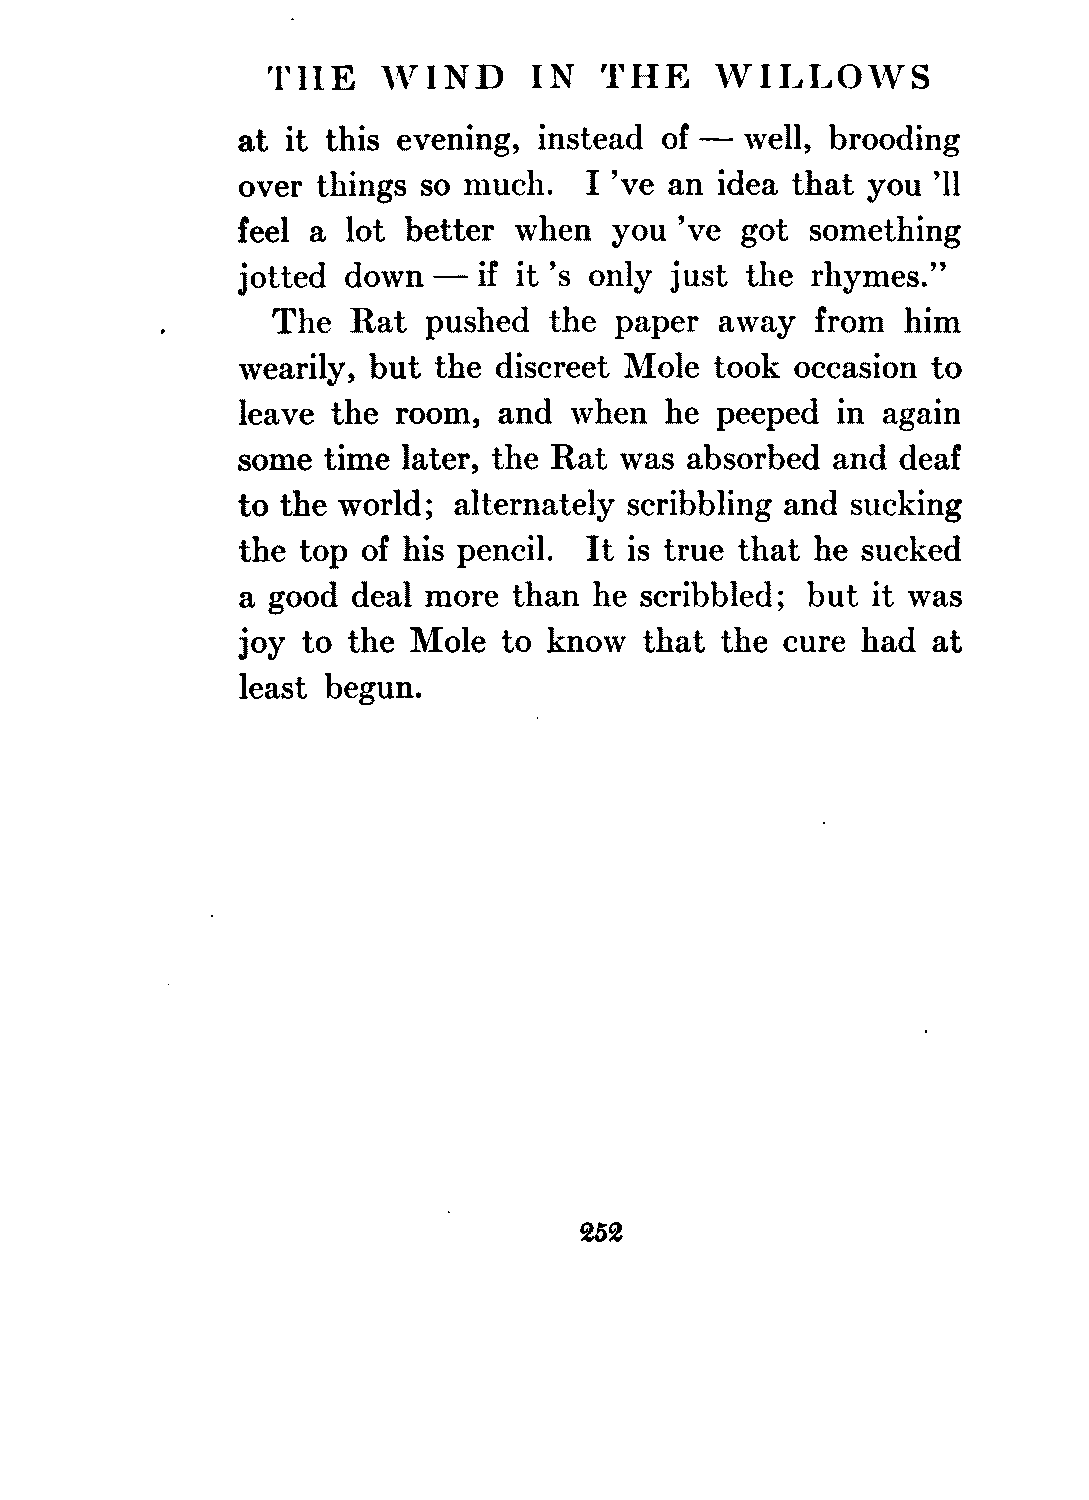 THE WIND IN THE WILLOWS
at it this evening, instead of — well, brooding
over things so much. I 've an idea that you 'll
feel a lot better when you 've got something
jotted down — if it 's only just the rhymes."
The Rat pushed the paper away from him
wearily, but the discreet Mole took occasion to
leave the room, and when he peeped in again
some time later, the Rat was absorbed and deaf
to the world; alternately scribbling and sucking
the top of his pencil. It is true that he sucked
a good deal more than he scribbled; but it was
joy to the Mole to know that the cure had at
least begun.
252